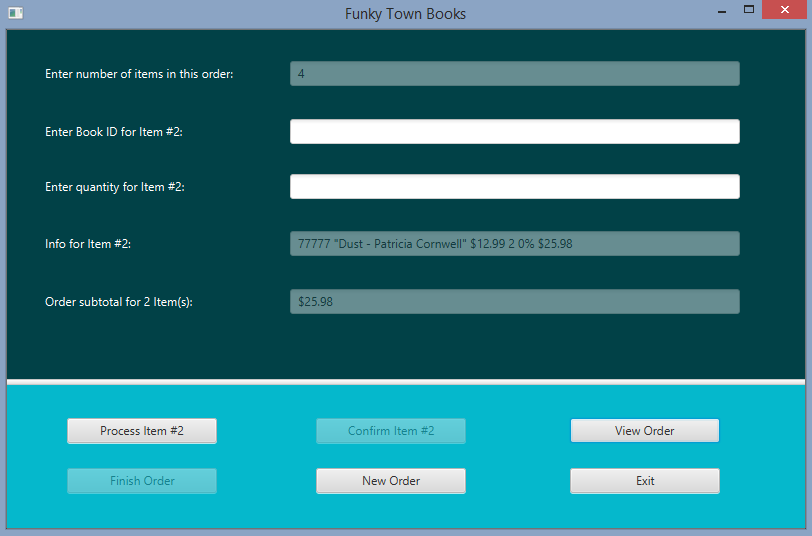 Funky Town Books
Enter number of items in this order: 4
Enter Book ID for Item #2:
Enter quantity for Item #2:
Info for Item #2: 77777 "Dust - Patricia Cornwell" $12.99 2 0% $25.98
Order subtotal for 2 Item(s): $25.98
Process Item #2 Confirm Item #2 View Order
Finish Order New Order Exit